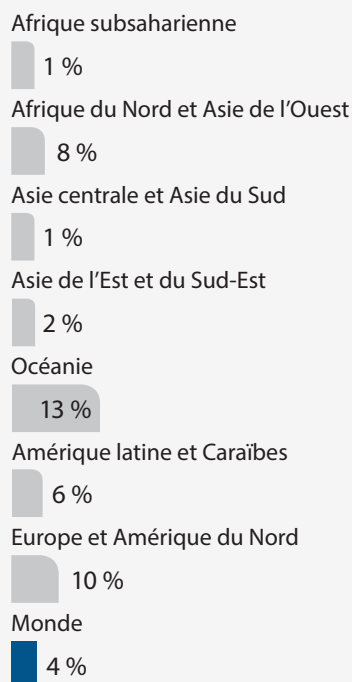 Afrique subsaharienne
1 %
Afrique du Nord et Asie de l’Ouest
8 %
Asie centrale et Asie du Sud
1 %
Asie de l’Est et du Sud-Est
2 %
Océanie
13 %
Amérique latine et Caraïbes
6 %
Europe et Amérique du Nord
10 %
Monde
4 %